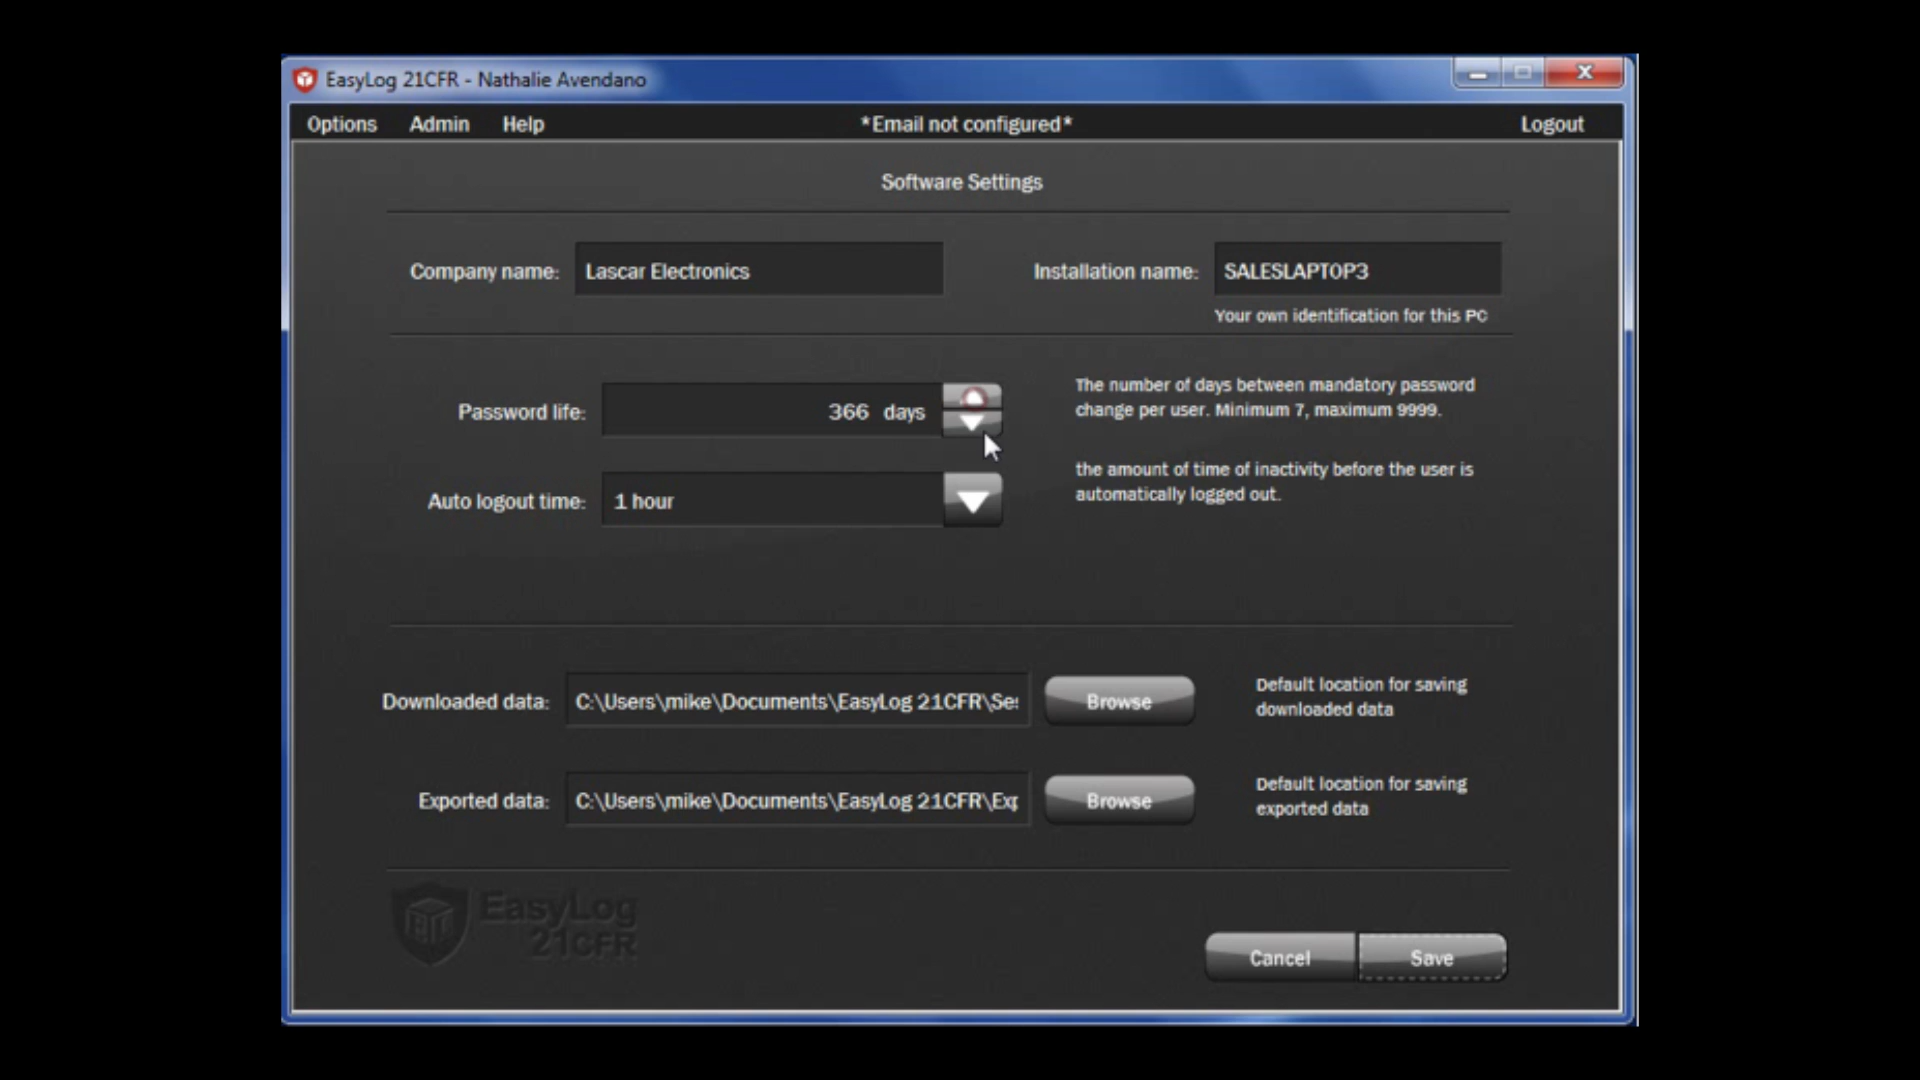 EasyLog 21CFR - Nathalie Avendano
Options Admin Help *Email not configured* Logout
Software Settings
Company name: Lascar Electronics Installation name: SALESLAPTOP3
Your own identification for this PC
Password life: 366 days
The number of days between mandatory password
change per user. Minimum 7, maximum 9999.
Auto logout time: 1 hour
the amount of time of inactivity before the user is
automatically logged out.
Downloaded data: C:\Users\mike\Documents\EasyLog 21CFR\Ses Browse
Default location for saving
downloaded data
Exported data: C:\Users\mike\Documents\EasyLog 21CFR\Exp Browse
Default location for saving
exported data
EasyLog
21CFR
Cancel Save